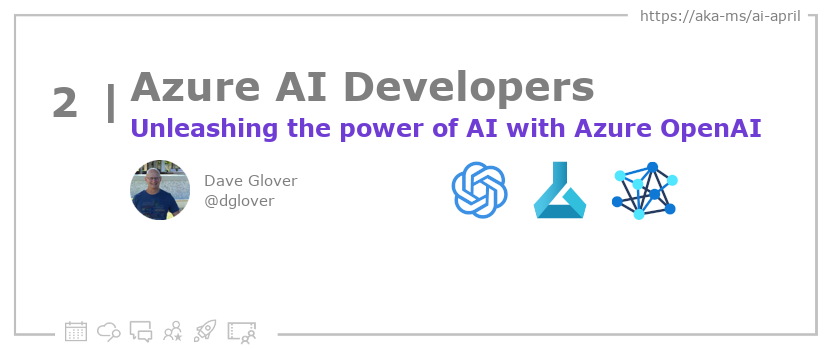 https://aka-ms/ai-april
2 | Azure AI Developers
Unleashing the power of AI with Azure OpenAI
Dave Glover
@dglover